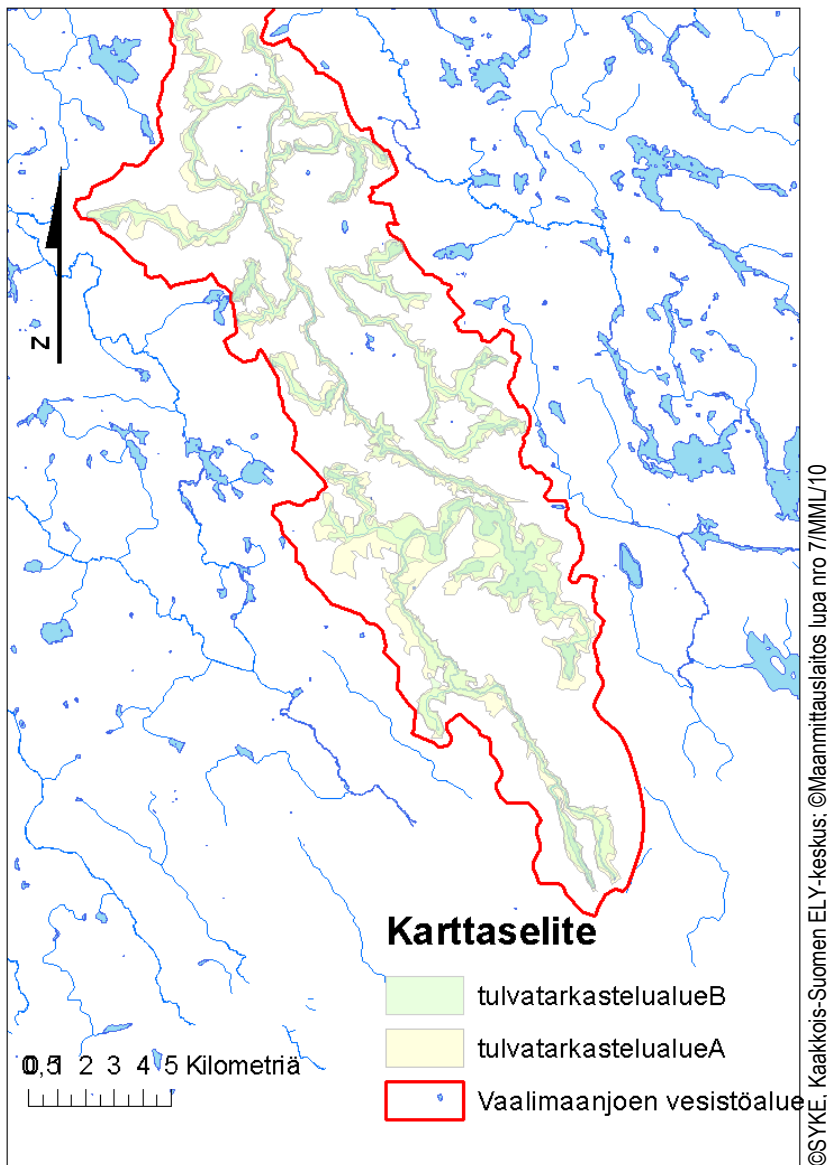 N
Karttaselite
tulvatarkastelualueB
tulvatarkastelualueA
Vaalimaanjoen vesistöalue
0 0,5 1 2 3 4 5 Kilometriä
©SYKE, Kaakkois-Suomen ELY-keskus; ©Maanmittauslaitos lupa nro 7/MML/10